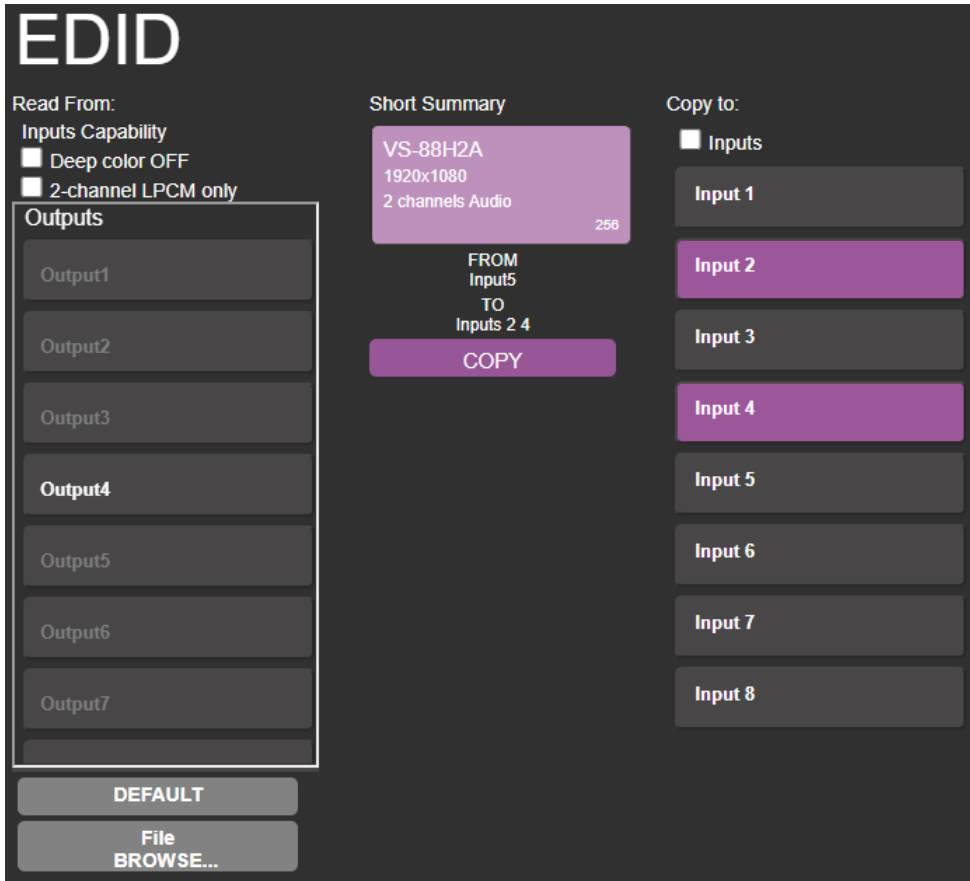 EDID
Read From:
Inputs Capability
Deep color OFF
2-channel LPCM only
Outputs
Output1
Output2
Output3
Output4
Output5
Output6
Output7
DEFAULT
File
BROWSE...
Short Summary
VS-88H2A
1920x1080
2 channels Audio
256
FROM
Input5
TO
Inputs 2 4
COPY
Copy to:
Inputs
Input 1
Input 2
Input 3
Input 4
Input 5
Input 6
Input 7
Input 8